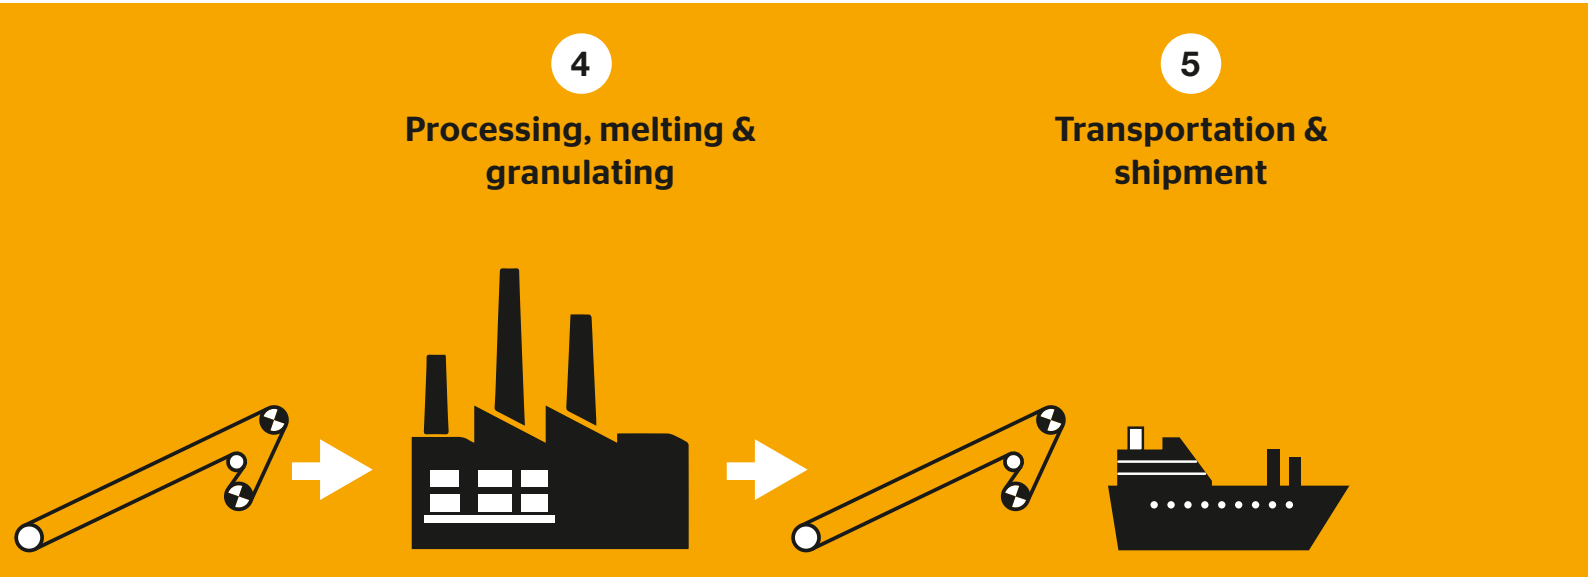 4
Processing, melting &
granulating
5
Transportation &
shipment